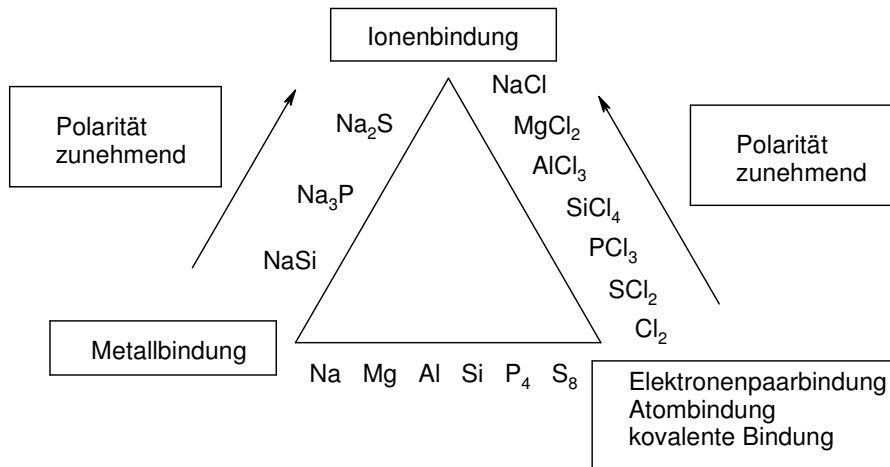 Ionenbindung
NaCl
Polarität
zunehmend
Na₂S
MgCl₂
Polarität
zunehmend
AlCl₃
Na₃P
SiCl₄
PCl₃
NaSi
SCl₂
Cl₂
Metallbindung
Na Mg Al Si P₄ S₈
Elektronenpaarbindung
Atombindung
kovalente Bindung